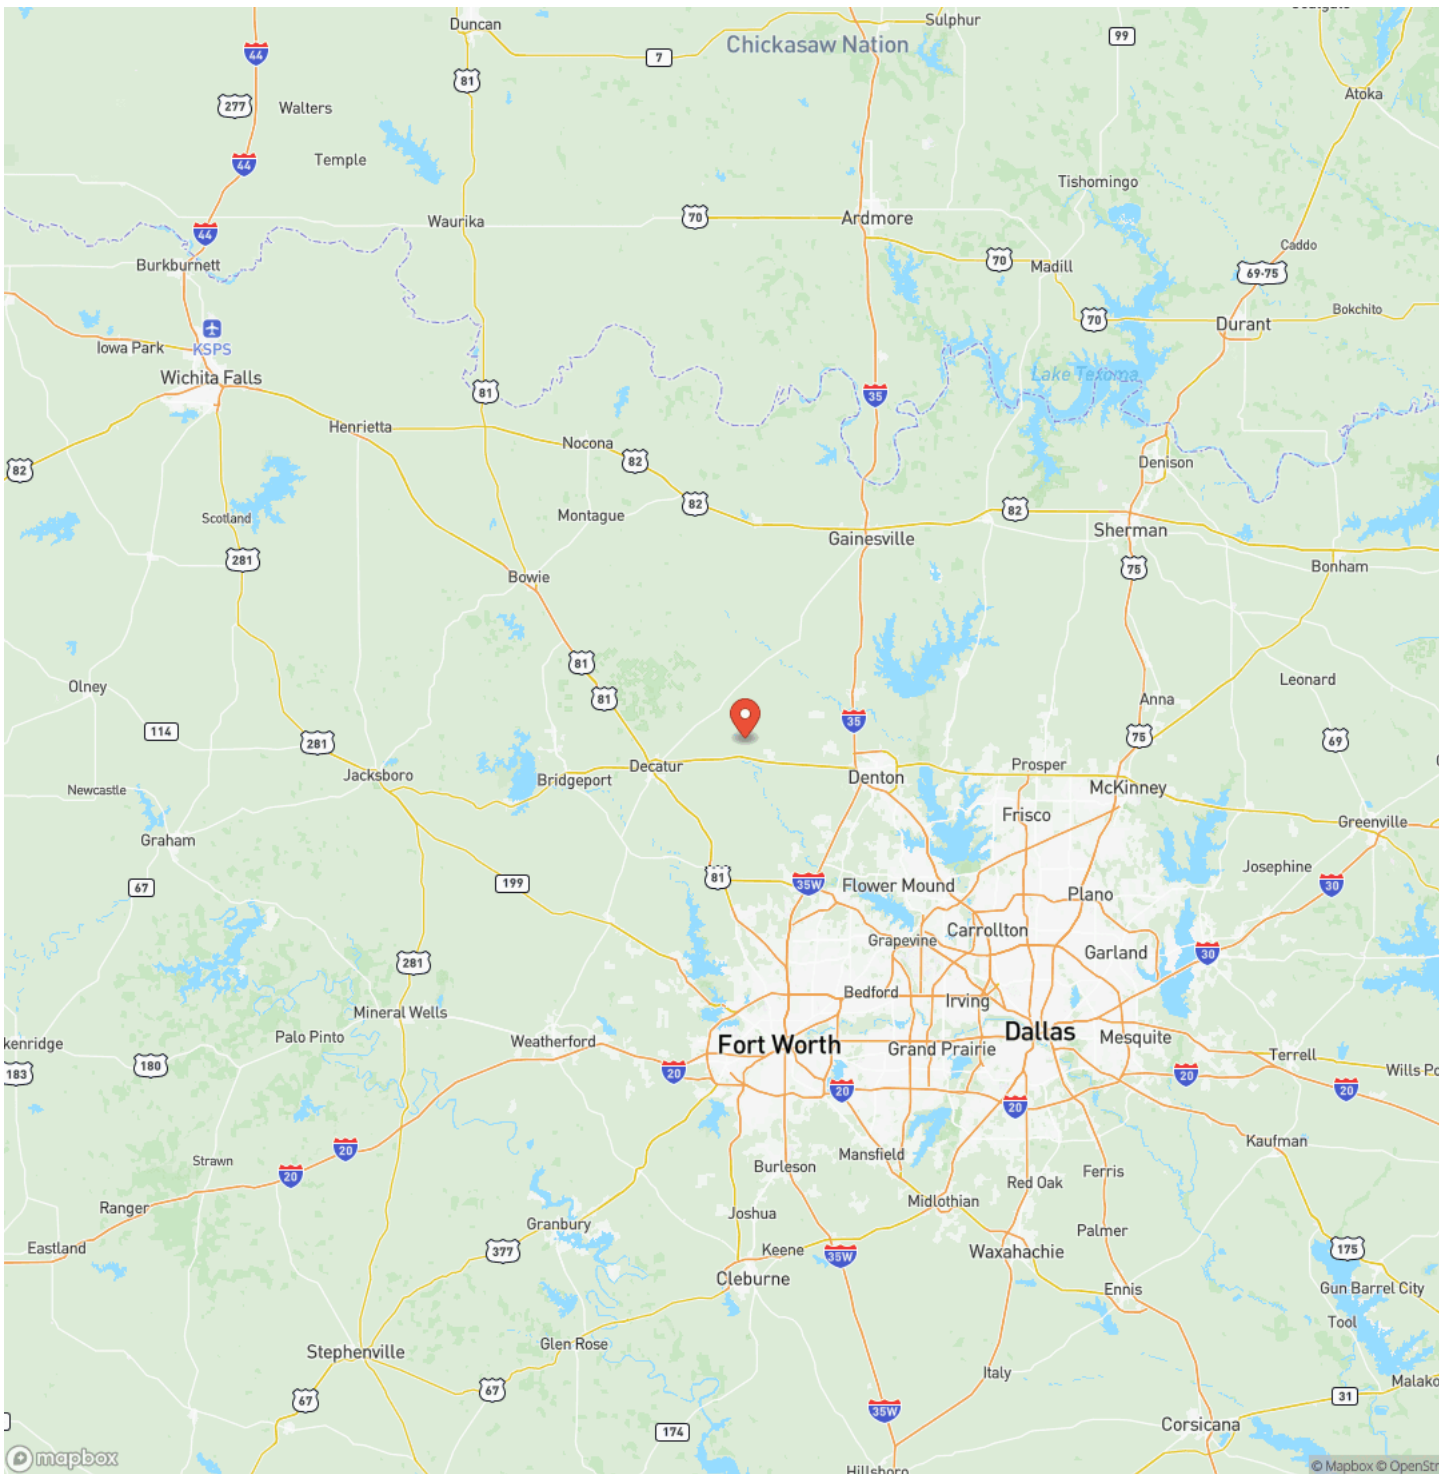 Duncan
Sulphur
Chickasaw Nation
99
44
7
81
277
Walters
Atoka
Temple
44
Tishomingo
70
Ardmore
Waurika
44
Caddo
Burkburnett
70
Madill
69-75
Bokchito
70
Durant
KSPS
Iowa Park
Wichita Falls
Lake Texoma
81
35
Henrietta
Nocona
82
82
Denison
82
Scotland
Montague
82
Sherman
Gainesville
281
Bowie
75
Bonham
81
Olney
81
Leonard
Anna
114
35
281
75
69
Decatur
Jacksboro
Bridgeport
Denton
Prosper
Newcastle
McKinney
Frisco
Graham
Greenville
Josephine
67
199
81
35W
Flower Mound
30
Plano
Carrollton
Grapevine
Garland
30
281
Bedford
Irving
Mineral Wells
Palo Pinto
Weatherford
Dallas
Mesquite
kenridge
Fort Worth
Grand Prairie
Terrell
180
183
20
20
Wills Po
20
20
20
Kaufman
20
Strawn
Mansfield
20
Burleson
Ferris
Red Oak
Ranger
Midlothian
Joshua
Granbury
Palmer
Eastland
377
Keene
35W
Waxahachie
175
Cleburne
Ennis
Gun Barrel City
Tool
Glen Rose
Stephenville
Italy
67
67
31
Malako
35W
174
Corsicana
mapbox
© Mapbox © OpenStr
Hillsboro